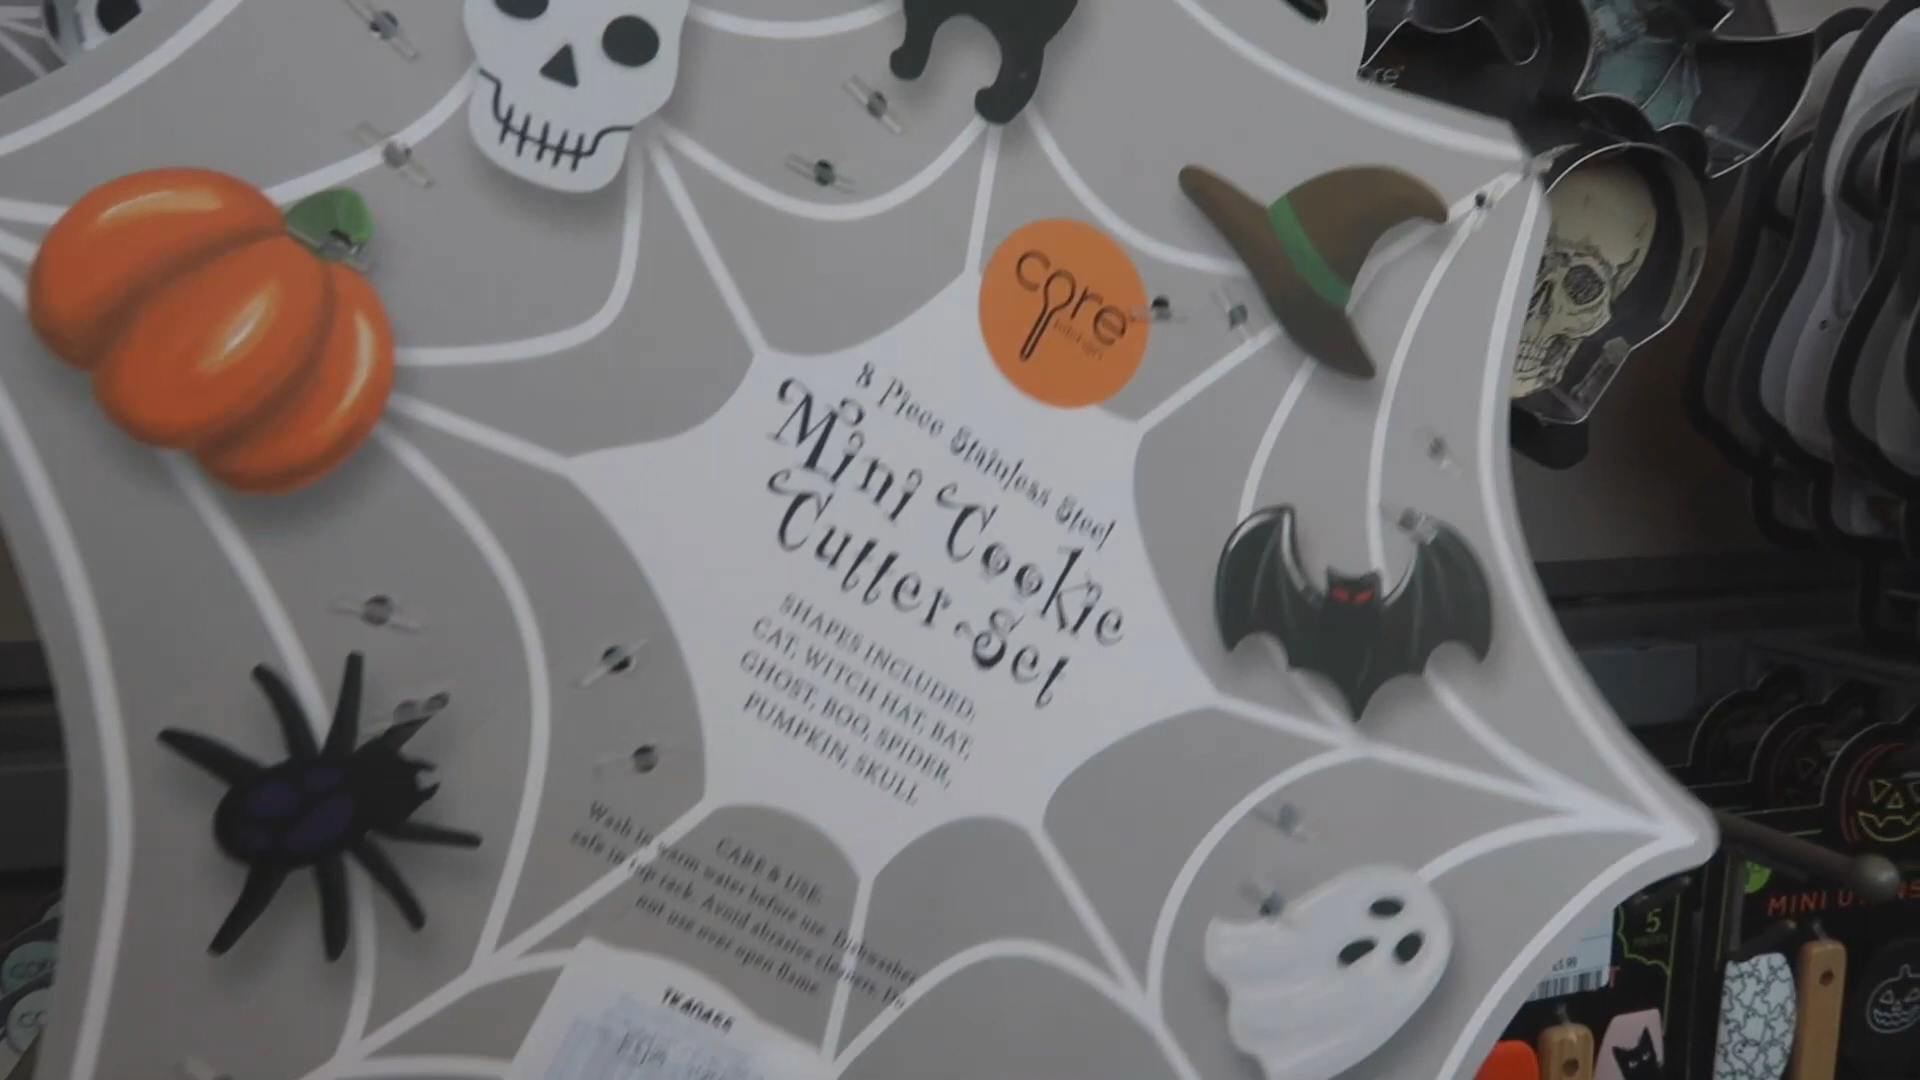 core
kitchen
8 Piece Stainless Steel
Mini Cookie
Cutter Set
SHAPES INCLUDED:
CAT, WITCH HAT, BAT,
GHOST, BOO, SPIDER,
PUMPKIN, SKULL
CARE & USE:
Wash in warm water before use. Dishwasher
safe in top rack. Avoid abrasive cleaners. Do
not use over open flame.
5
MINI